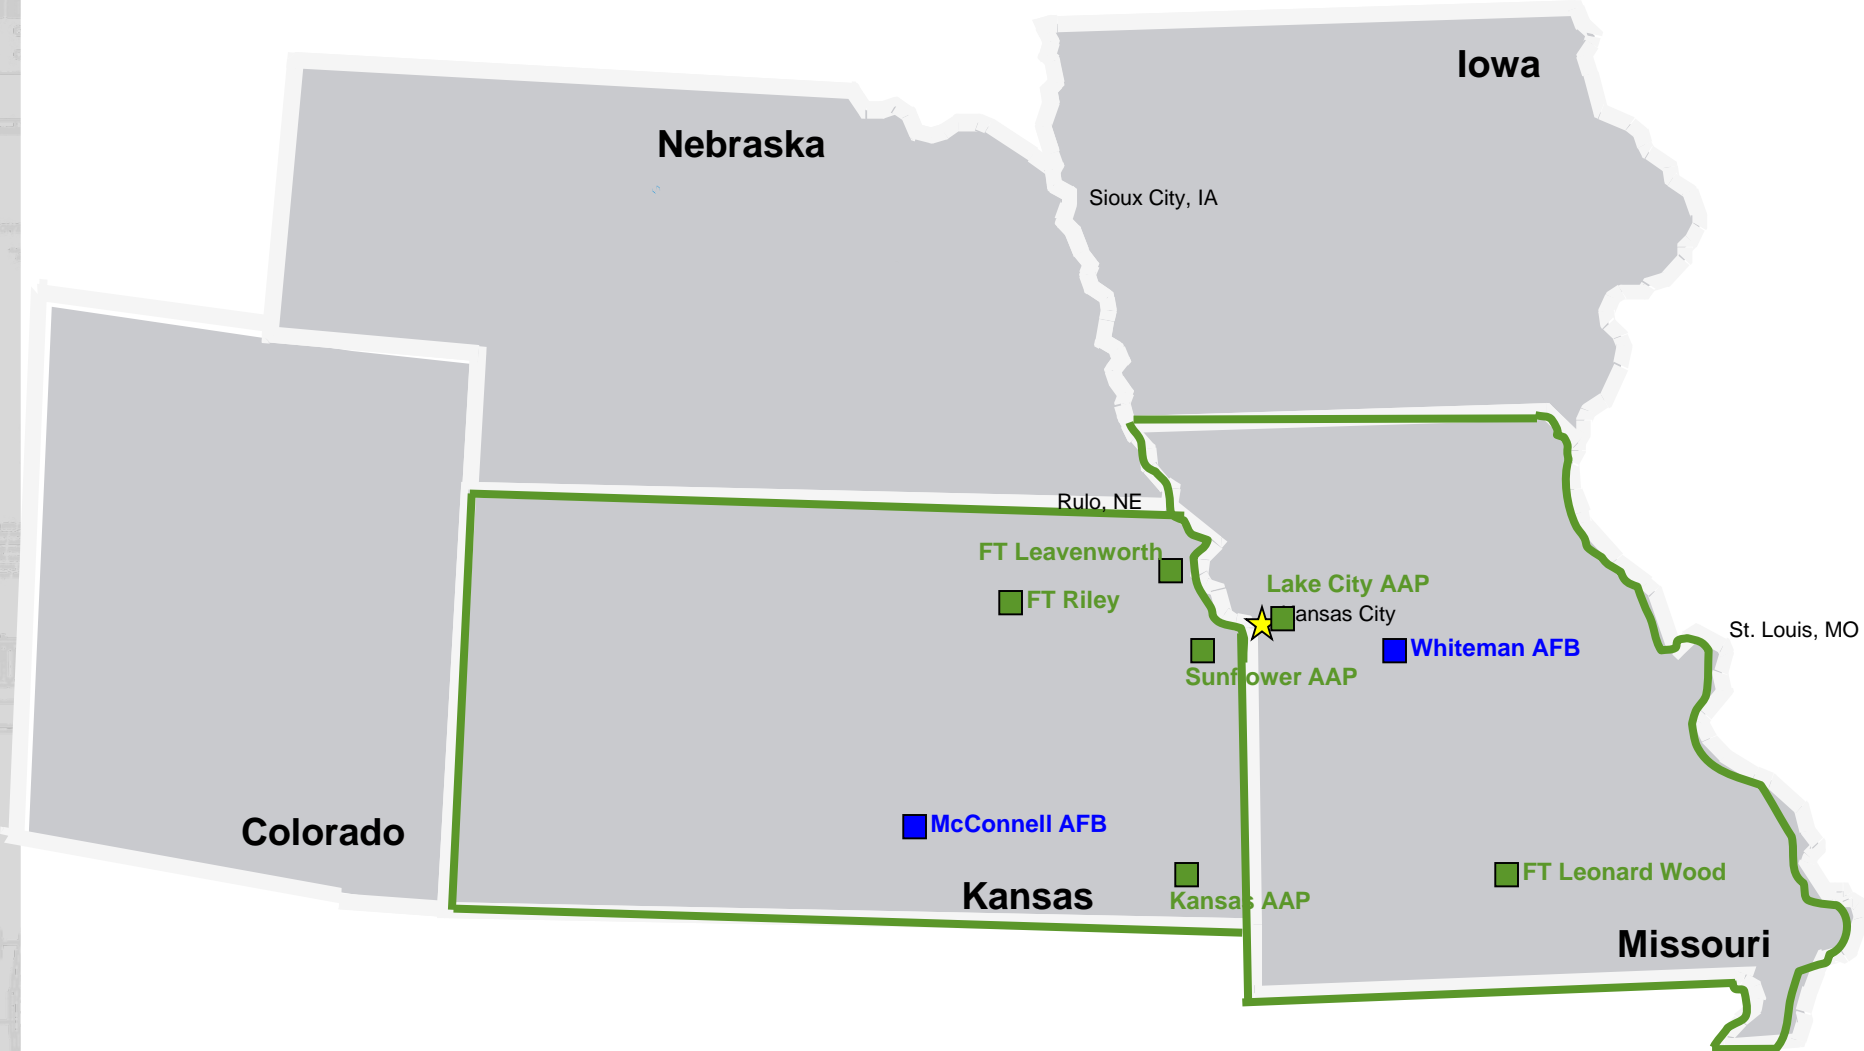 Iowa
Nebraska
Sioux City, IA
Rulo, NE
FT Leavenworth
Lake City AAP
FT Riley
ansas City
St. Louis, MO
Whiteman AFB
Sunflower AAP
McConnell AFB
Colorado
FT Leonard Wood
Kansas
Kansas AAP
Missouri